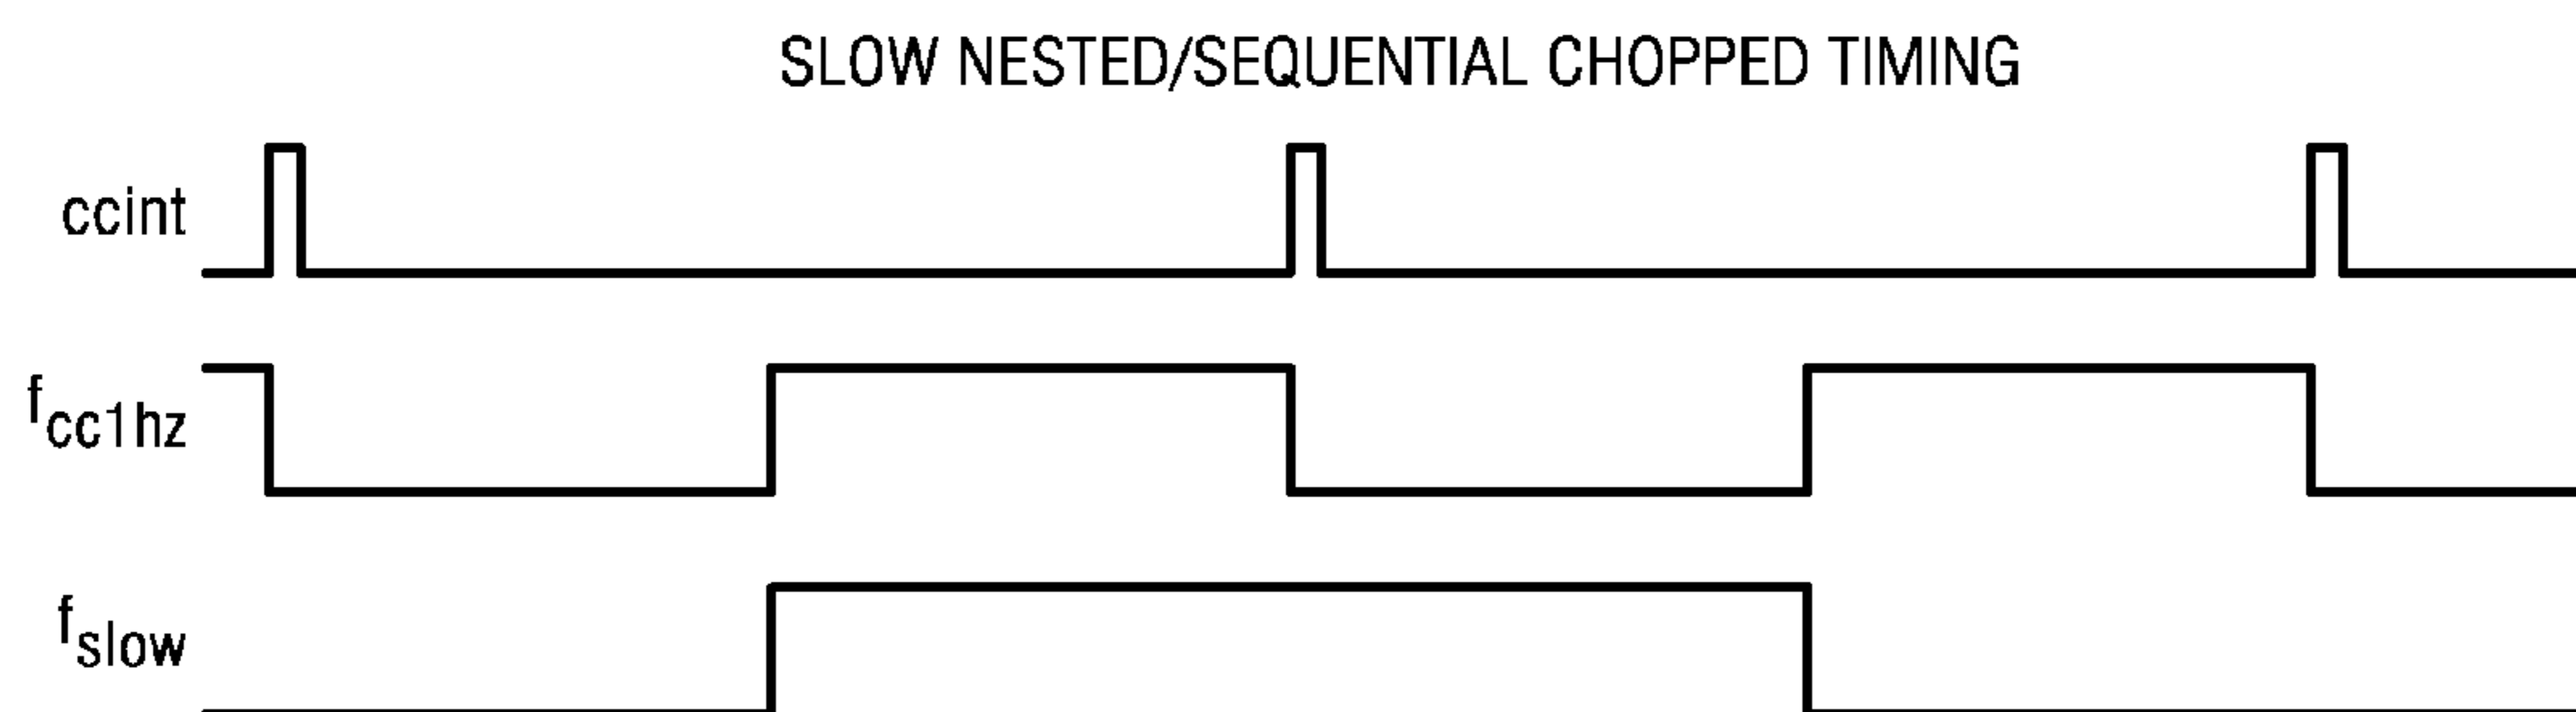 SLOW NESTED/SEQUENTIAL CHOPPED TIMING
ccint
fcc1hz
fslow